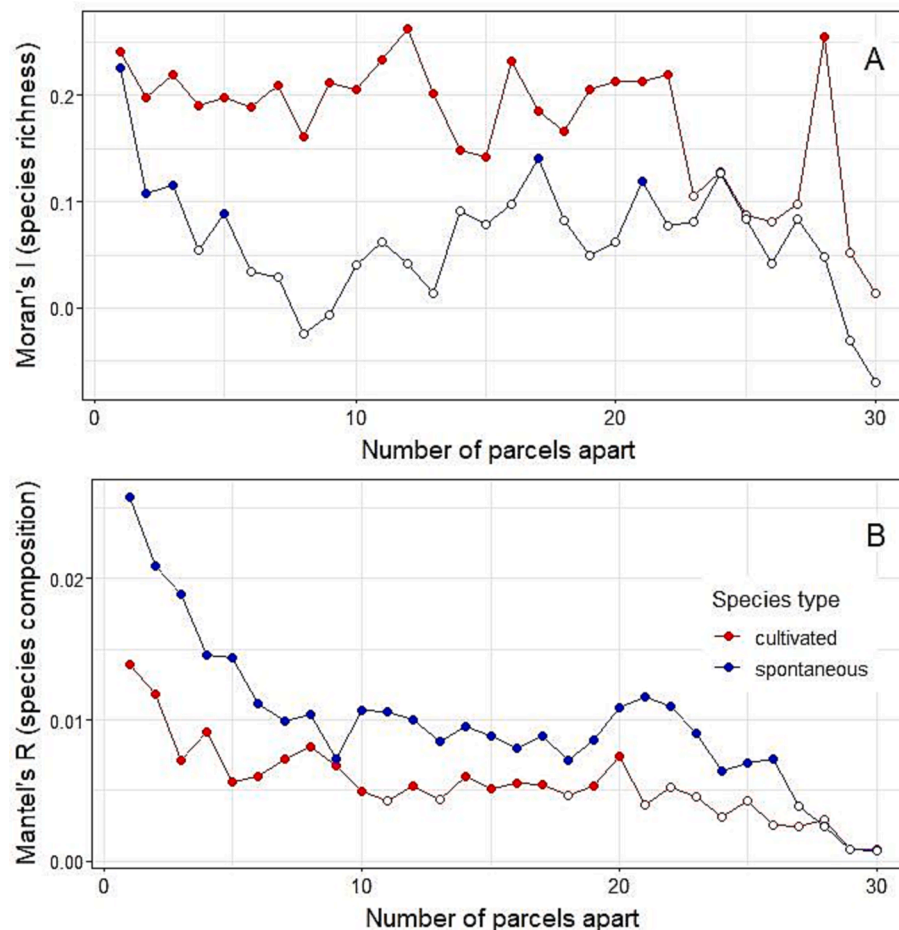 A
Moran's I (species richness)
0.2
0.1
0.0
0 10 20 30
Number of parcels apart
B
Mantel's R (species composition)
0.02
0.01
0.00
Species type
cultivated
spontaneous
0 10 20 30
Number of parcels apart